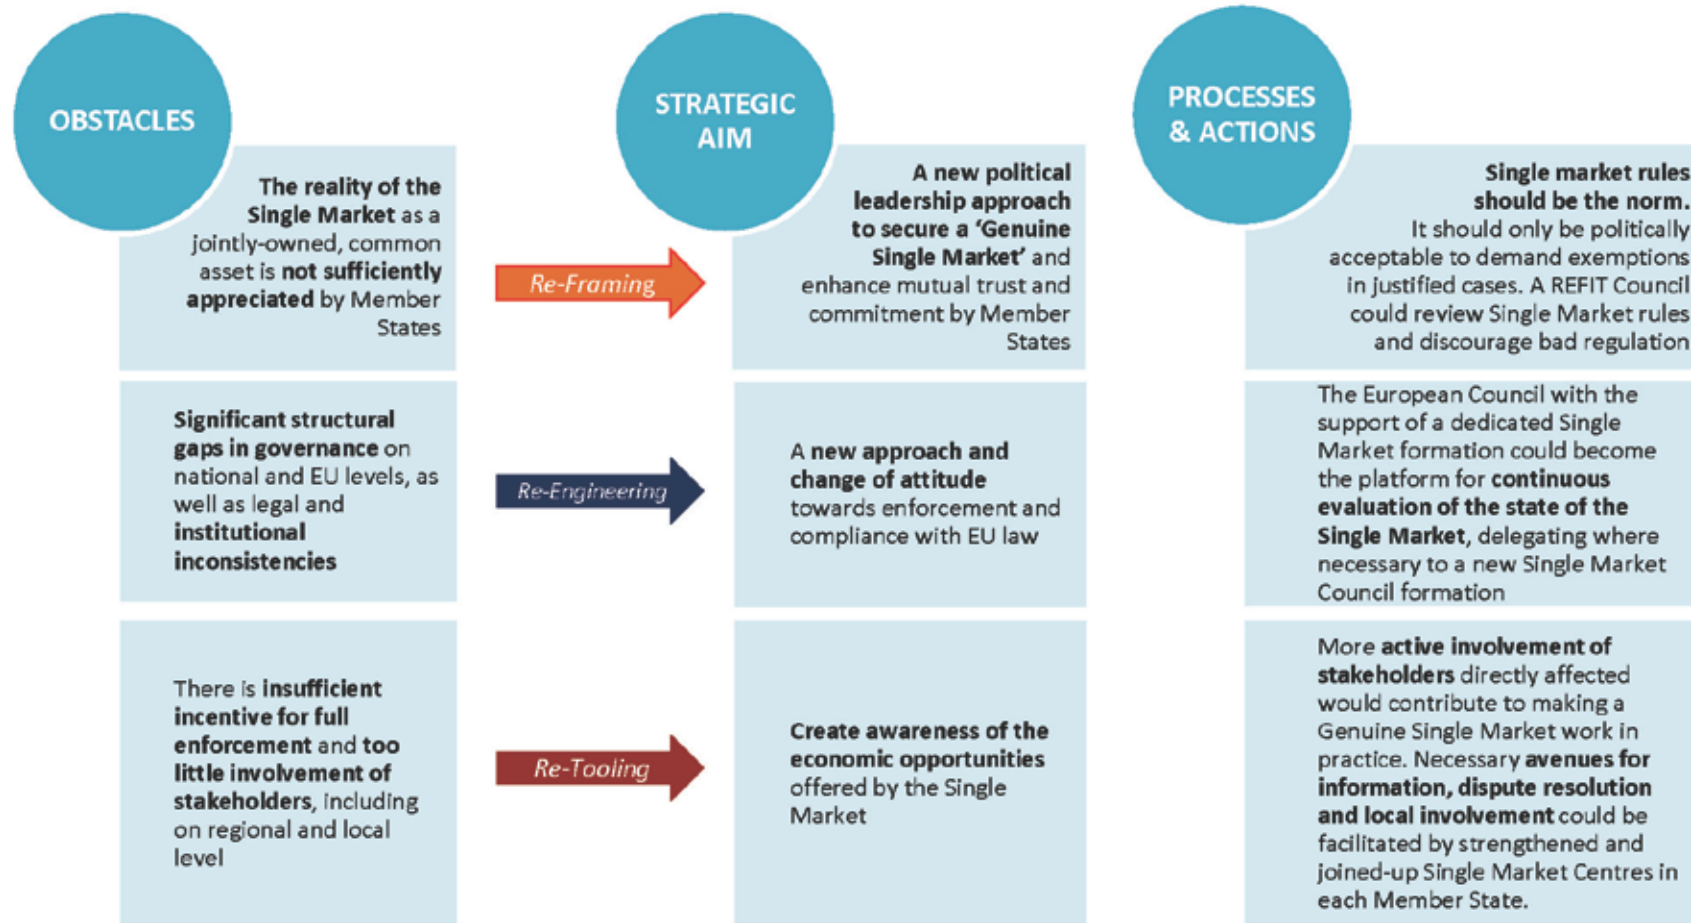 OBSTACLES
STRATEGIC
AIM
PROCESSES
& ACTIONS
The reality of the
Single Market as a
jointly-owned, common
asset is not sufficiently
appreciated by Member
States
Re-Framing
A new political
leadership approach
to secure a ‘Genuine
Single Market’ and
enhance mutual trust and
commitment by Member
States
Single market rules
should be the norm.
It should only be politically
acceptable to demand exemptions
in justified cases. A REFIT Council
could review Single Market rules
and discourage bad regulation
Significant structural
gaps in governance on
national and EU levels, as
well as legal and
institutional
inconsistencies
Re-Engineering
A new approach and
change of attitude
towards enforcement and
compliance with EU law
The European Council with the
support of a dedicated Single
Market formation could become
the platform for continuous
evaluation of the state of the
Single Market, delegating where
necessary to a new Single Market
Council formation
There is insufficient
incentive for full
enforcement and too
little involvement of
stakeholders, including
on regional and local
level
Re-Tooling
Create awareness of the
economic opportunities
offered by the Single
Market
More active involvement of
stakeholders directly affected
would contribute to making a
Genuine Single Market work in
practice. Necessary avenues for
information, dispute resolution
and local involvement could be
facilitated by strengthened and
joined-up Single Market Centres in
each Member State.